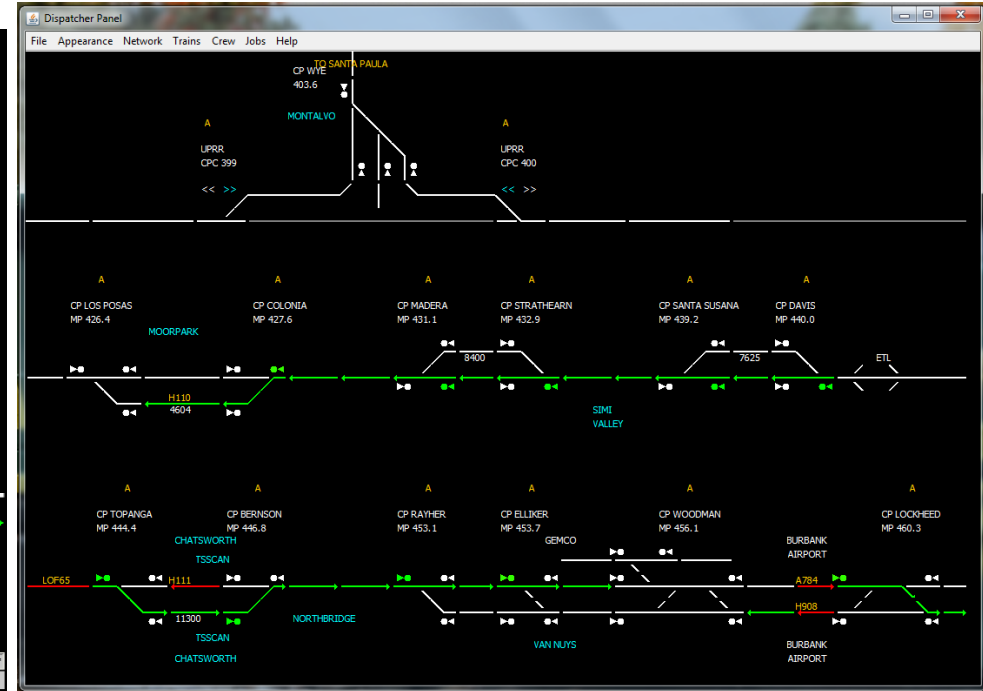 Dispatcher Panel
File Appearance Network Trains Crew Jobs Help
TO SANTA PAULA
CP WYE
403.6
MONTALVO
A A
UPRR UPRR
CPC 399 CPC 400
<< >> << >>
A A A A A A
CP LOS POSAS CP COLONIA CP MADERA CP STRATHEARN CP SANTA SUSANA CP DAVIS
MP 426.4 MP 427.6 MP 431.1 MP 432.9 MP 439.2 MP 440.0
MOORPARK
8400 7625 ETL
H110
4604
SIMI
VALLEY
A A A A A A
CP TOPANGA CP BERNSON CP RAYHER CP ELLIKER CP WOODMAN CP LOCKHEED
MP 444.4 MP 446.8 MP 453.1 MP 453.7 MP 456.1 MP 460.3
CHATSWORTH GEMCO BURBANK
AIRPORT
TSSCAN
LOF65 H111 A784
H908
11300 NORTHBRIDGE
TSSCAN VAN NUYS BURBANK
CHATSWORTH AIRPORT